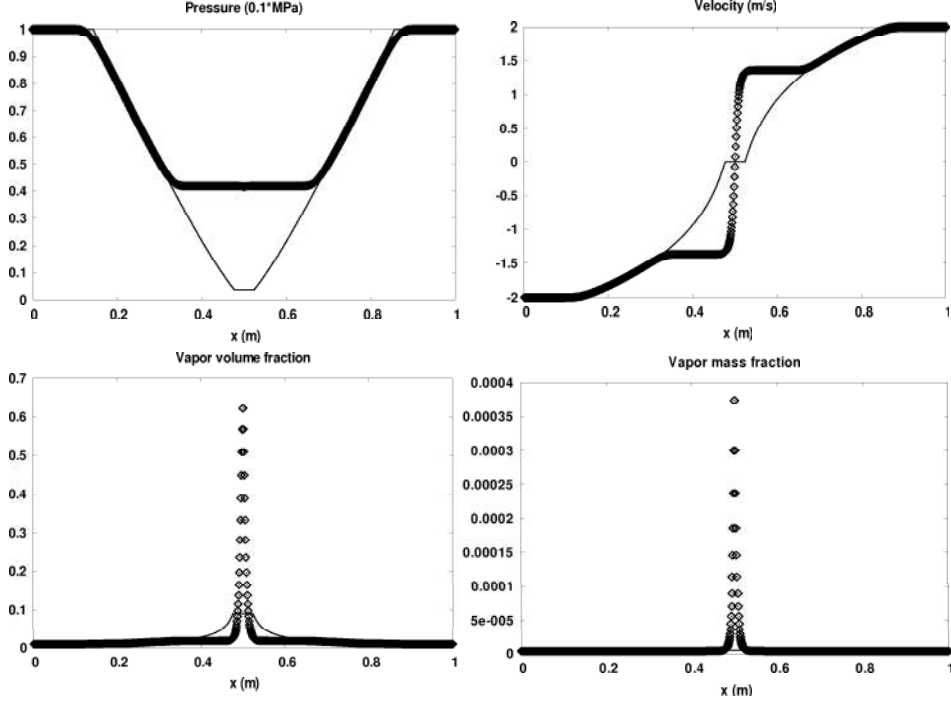 Pressure (0.1*MPa)
1
0.9
0.8
0.7
0.6
0.5
0.4
0.3
0.2
0.1
0
0 0.2 0.4 0.6 0.8 1
x (m)
Velocity (m/s)
2
1.5
1
0.5
0
-0.5
-1
-1.5
-2
0 0.2 0.4 0.6 0.8 1
x (m)
Vapor volume fraction
0.7
0.6
0.5
0.4
0.3
0.2
0.1
0
0 0.2 0.4 0.6 0.8 1
x (m)
Vapor mass fraction
0.0004
0.00035
0.0003
0.00025
0.0002
0.00015
0.0001
5e-005
0
0 0.2 0.4 0.6 0.8 1
x (m)